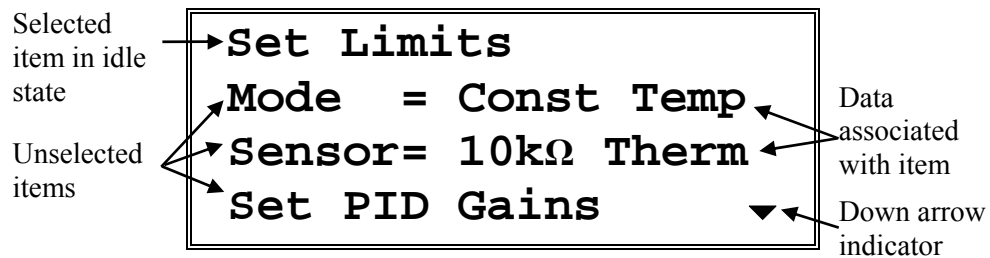 Selected
item in idle
state
Unselected
items
Set Limits
Mode = Const Temp
Sensor= 10kΩ Therm
Set PID Gains
Data
associated
with item
Down arrow
indicator